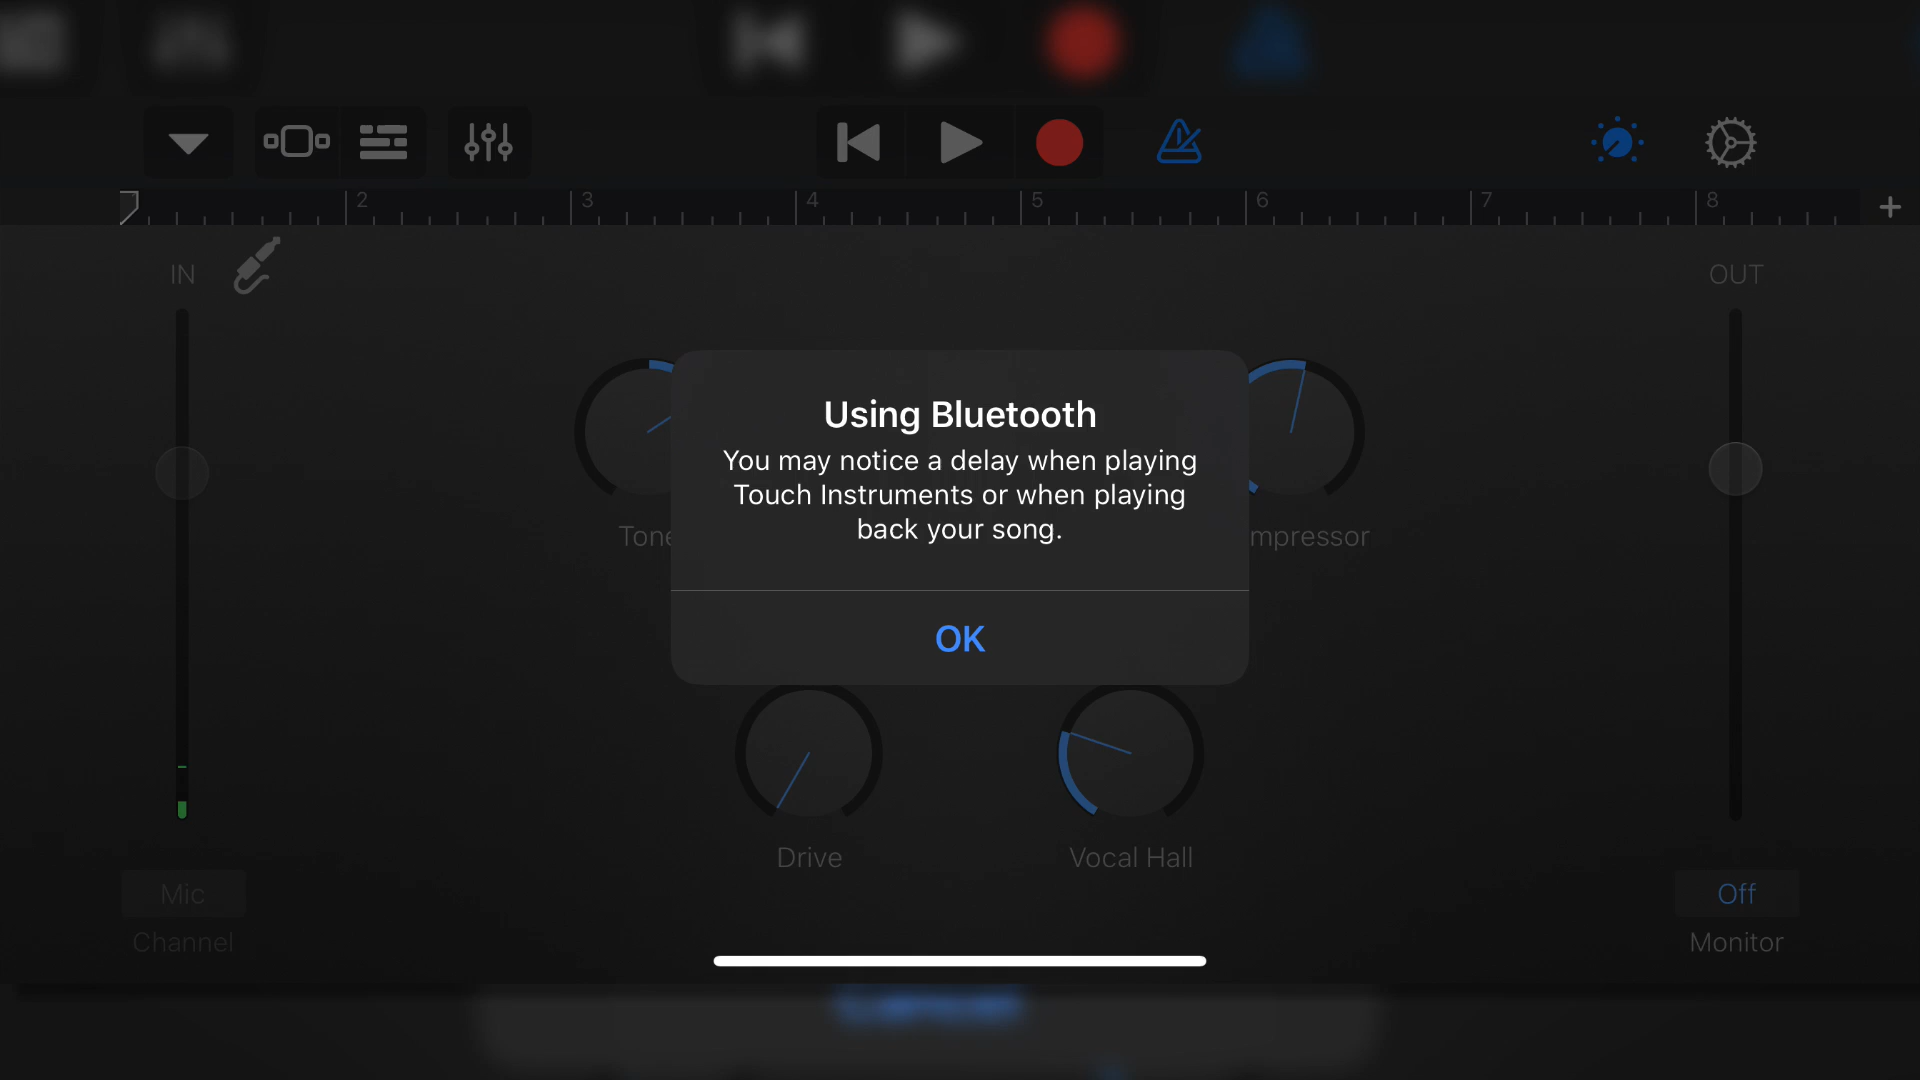 2 3 4 5 6 7 8
IN
OUT
Using Bluetooth
You may notice a delay when playing
Touch Instruments or when playing
back your song.
OK
Tone
mpressor
Drive
Vocal Hall
Mic
Off
Channel
Monitor